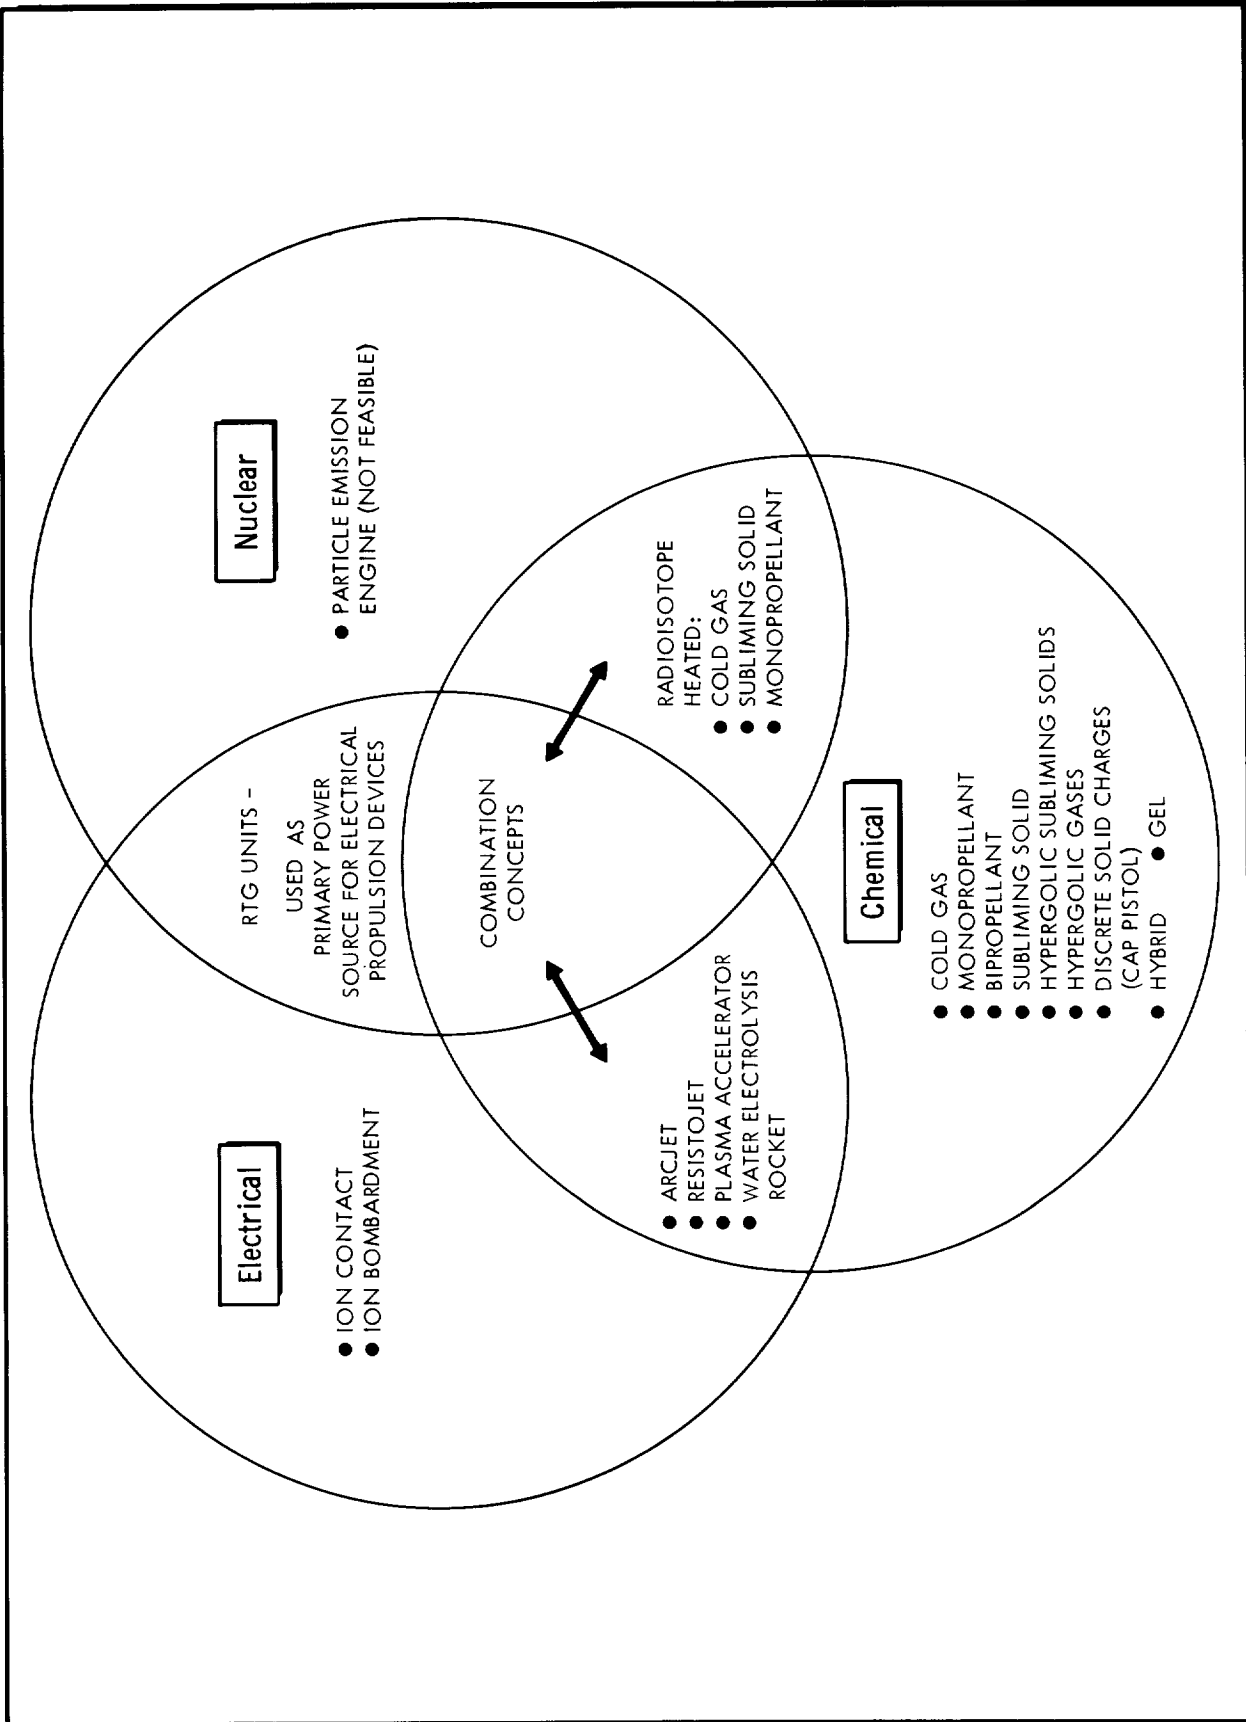 Electrical
● ION CONTACT
● ION BOMBARDMENT
RTG UNITS –
USED AS
PRIMARY POWER
SOURCE FOR ELECTRICAL
PROPULSION DEVICES
Nuclear
● PARTICLE EMISSION
ENGINE (NOT FEASIBLE)
COMBINATION
CONCEPTS
● ARCJET
● RESISTOJET
● PLASMA ACCELERATOR
● WATER ELECTROLYSIS
ROCKET
RADIOISOTOPE
HEATED:
● COLD GAS
● SUBLIMING SOLID
● MONOPROPELLANT
Chemical
● COLD GAS
● MONOPROPELLANT
● BIPROPELLANT
● SUBLIMING SOLID
● HYPERGOLIC SUBLIMING SOLIDS
● HYPERGOLIC GASES
● DISCRETE SOLID CHARGES
(CAP PISTOL)
● HYBRID ● GEL